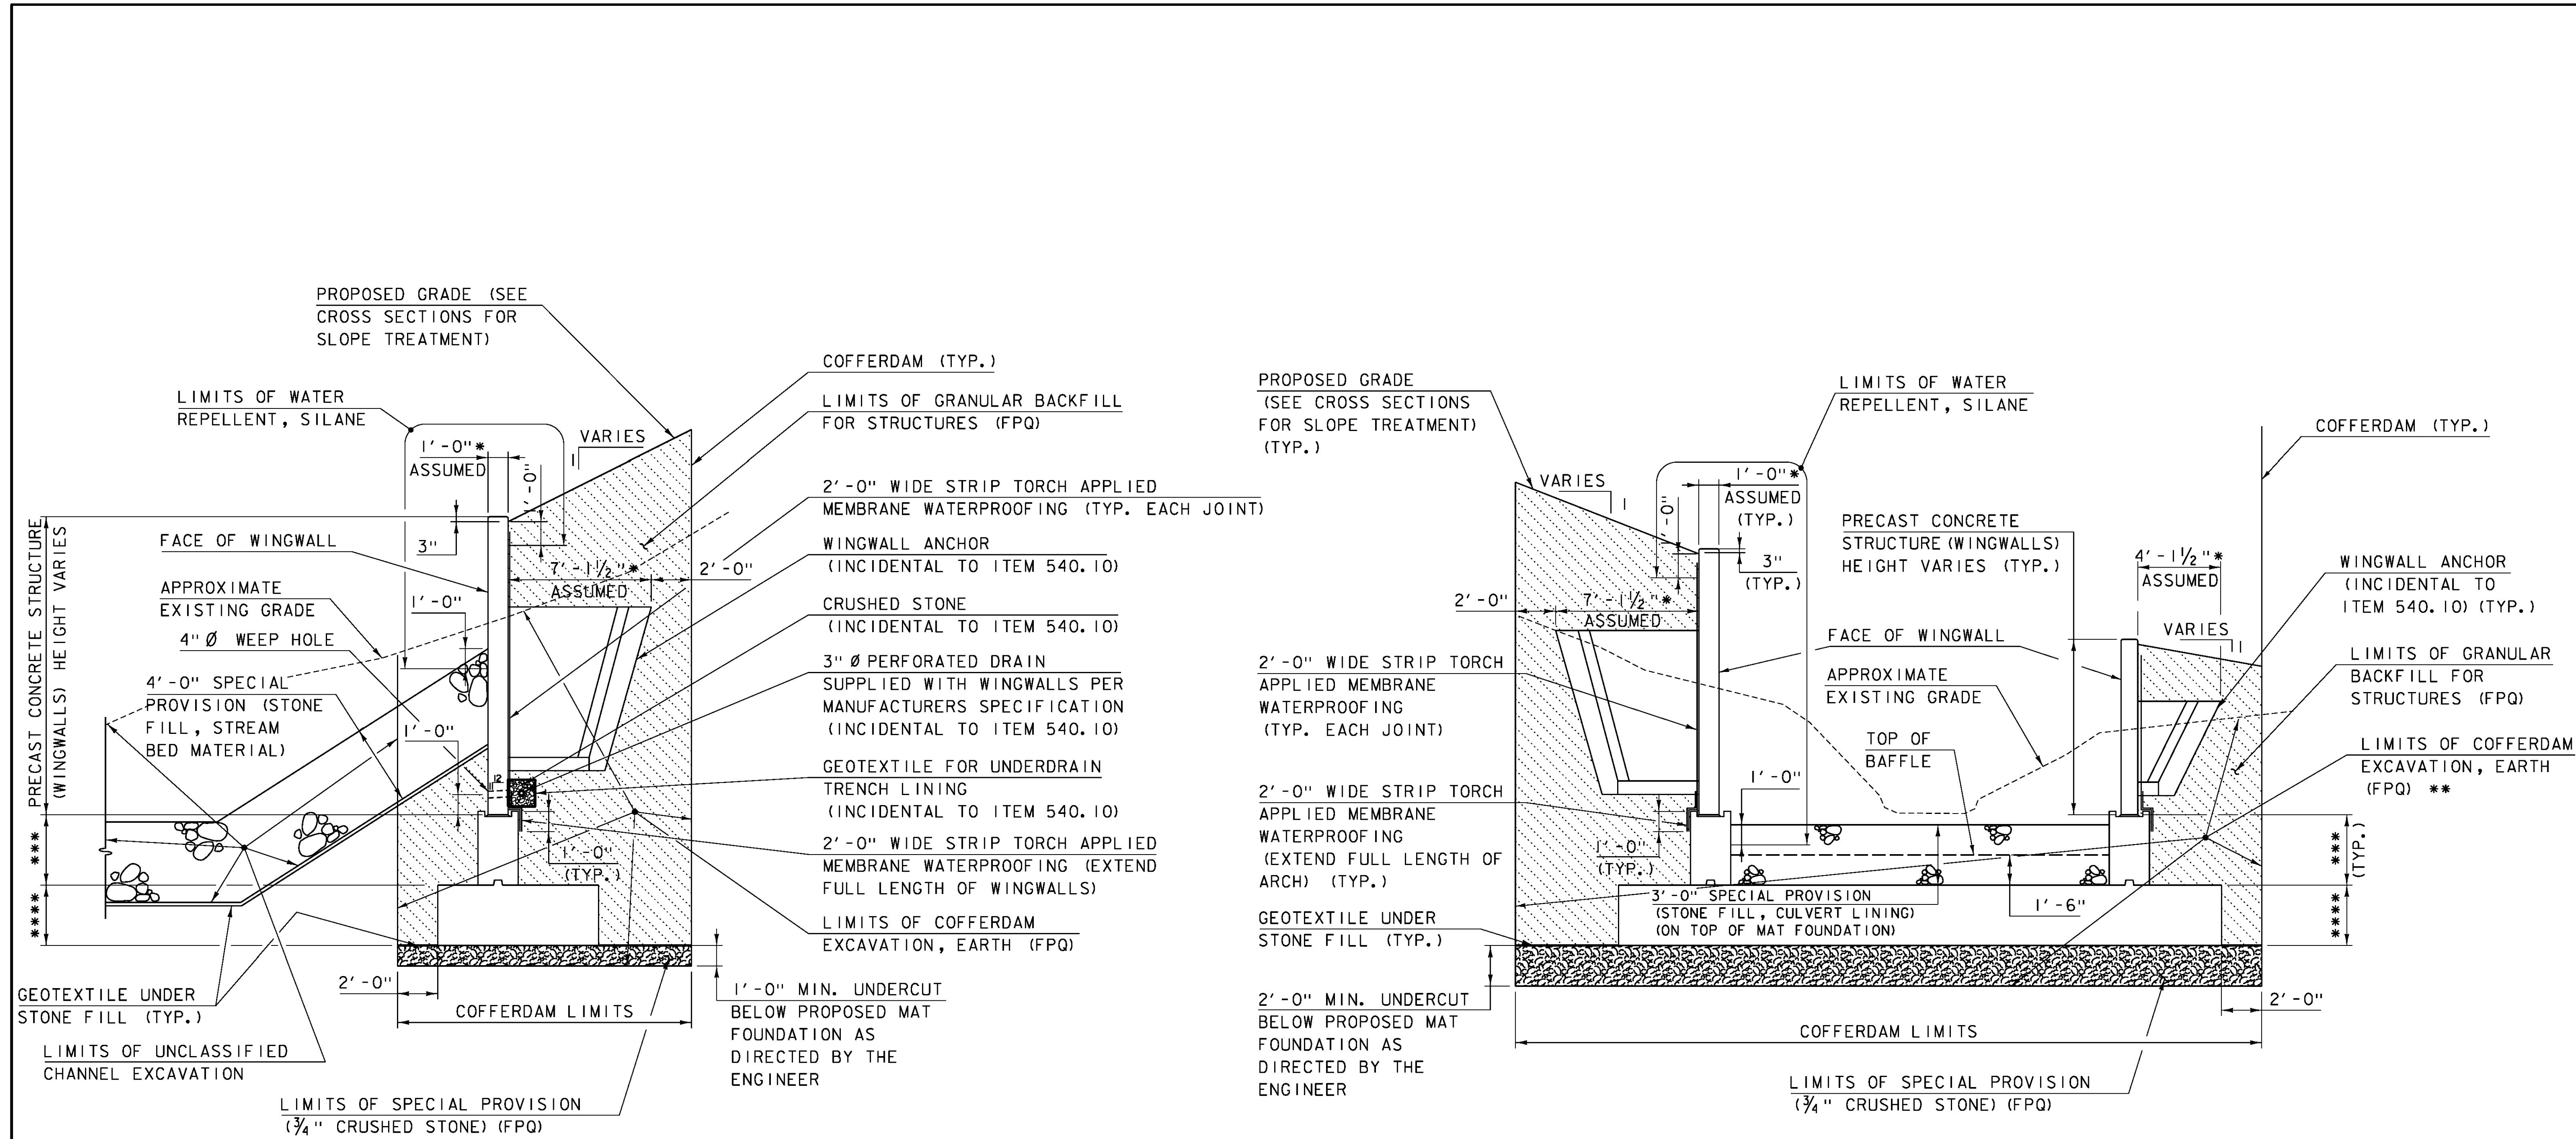 PROPOSED GRADE (SEE
CROSS SECTIONS FOR
SLOPE TREATMENT)
LIMITS OF WATER
REPELLENT, SILANE
COFFERDAM (TYP.)
LIMITS OF GRANULAR BACKFILL
FOR STRUCTURES (FPQ)
VARIES
1
1'-0"*
ASSUMED
1'-0"
2'-0" WIDE STRIP TORCH APPLIED
MEMBRANE WATERPROOFING (TYP. EACH JOINT)
FACE OF WINGWALL
3"
WINGWALL ANCHOR
(INCIDENTAL TO ITEM 540.10)
7'-1½"*
ASSUMED
2'-0"
APPROXIMATE
EXISTING GRADE
1'-0"
CRUSHED STONE
(INCIDENTAL TO ITEM 540.10)
4" Ø WEEP HOLE
3" Ø PERFORATED DRAIN
SUPPLIED WITH WINGWALLS PER
MANUFACTURERS SPECIFICATION
(INCIDENTAL TO ITEM 540.10)
4'-0" SPECIAL
PROVISION (STONE
FILL, STREAM
BED MATERIAL)
1'-0"
12
1
PRECAST CONCRETE STRUCTURE
(WINGWALLS) HEIGHT VARIES
GEOTEXTILE FOR UNDERDRAIN
TRENCH LINING
(INCIDENTAL TO ITEM 540.10)
2'-0" WIDE STRIP TORCH APPLIED
MEMBRANE WATERPROOFING (EXTEND
FULL LENGTH OF WINGWALLS)
1'-0"
(TYP.)
***
****
LIMITS OF COFFERDAM
EXCAVATION, EARTH (FPQ)
2'-0"
COFFERDAM LIMITS
GEOTEXTILE UNDER
STONE FILL (TYP.)
LIMITS OF UNCLASSIFIED
CHANNEL EXCAVATION
1'-0" MIN. UNDERCUT
BELOW PROPOSED MAT
FOUNDATION AS
DIRECTED BY THE
ENGINEER
LIMITS OF SPECIAL PROVISION
(¾" CRUSHED STONE) (FPQ)
PROPOSED GRADE
(SEE CROSS SECTIONS
FOR SLOPE TREATMENT)
(TYP.)
LIMITS OF WATER
REPELLENT, SILANE
COFFERDAM (TYP.)
VARIES
1
1'-0"*
ASSUMED
(TYP.)
1'-0"
3"
(TYP.)
PRECAST CONCRETE
STRUCTURE (WINGWALLS)
HEIGHT VARIES (TYP.)
4'-1½"*
ASSUMED
WINGWALL ANCHOR
(INCIDENTAL TO
ITEM 540.10) (TYP.)
2'-0"
7'-1½"*
ASSUMED
FACE OF WINGWALL
VARIES
1
2'-0" WIDE STRIP TORCH
APPLIED MEMBRANE
WATERPROOFING
(TYP. EACH JOINT)
APPROXIMATE
EXISTING GRADE
LIMITS OF GRANULAR
BACKFILL FOR
STRUCTURES (FPQ)
TOP OF
BAFFLE
LIMITS OF COFFERDAM
EXCAVATION, EARTH
(FPQ) **
2'-0" WIDE STRIP TORCH
APPLIED MEMBRANE
WATERPROOFING
(EXTEND FULL LENGTH OF
ARCH) (TYP.)
1'-0"
1'-0"
(TYP.)
***
(TYP.)
3'-0" SPECIAL PROVISION
(STONE FILL, CULVERT LINING)
(ON TOP OF MAT FOUNDATION)
1'-6"
****
GEOTEXTILE UNDER
STONE FILL (TYP.)
2'-0" MIN. UNDERCUT
BELOW PROPOSED MAT
FOUNDATION AS
DIRECTED BY THE
ENGINEER
2'-0"
COFFERDAM LIMITS
LIMITS OF SPECIAL PROVISION
(¾" CRUSHED STONE) (FPQ)